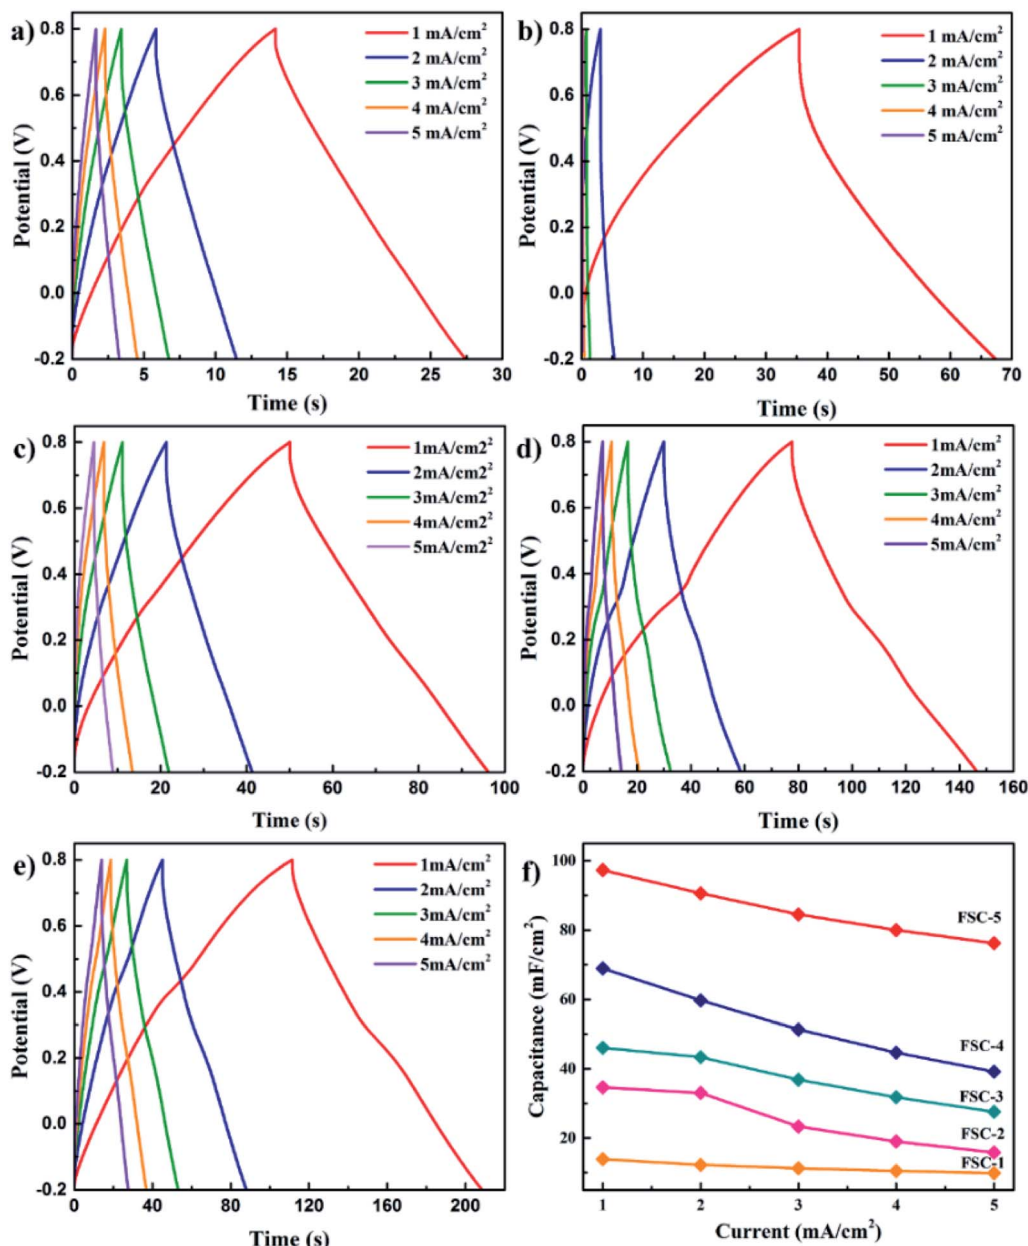 a)
1 mA/cm²
2 mA/cm²
3 mA/cm²
4 mA/cm²
5 mA/cm²
0.8
0.6
0.4
0.2
0.0
-0.2
Potential (V)
0 5 10 15 20 25 30
Time (s)
b)
1 mA/cm²
2 mA/cm²
3 mA/cm²
4 mA/cm²
5 mA/cm²
0.8
0.6
0.4
0.2
0.0
-0.2
Potential (V)
0 10 20 30 40 50 60 70
Time (s)
c)
1mA/cm2²
2mA/cm2²
3mA/cm2²
4mA/cm2²
5mA/cm2²
0.8
0.6
0.4
0.2
0.0
-0.2
Potential (V)
0 20 40 60 80 100
Time (s)
d)
1mA/cm²
2mA/cm²
3mA/cm²
4mA/cm²
5mA/cm²
0.8
0.6
0.4
0.2
0.0
-0.2
Potential (V)
0 20 40 60 80 100 120 140 160
Time (s)
e)
1mA/cm²
2mA/cm²
3mA/cm²
4mA/cm²
5mA/cm²
0.8
0.6
0.4
0.2
0.0
-0.2
Potential (V)
0 40 80 120 160 200
Time (s)
f)
100
80
60
40
20
Capacitance (mF/cm²)
FSC-5
FSC-4
FSC-3
FSC-2
FSC-1
1 2 3 4 5
Current (mA/cm²)